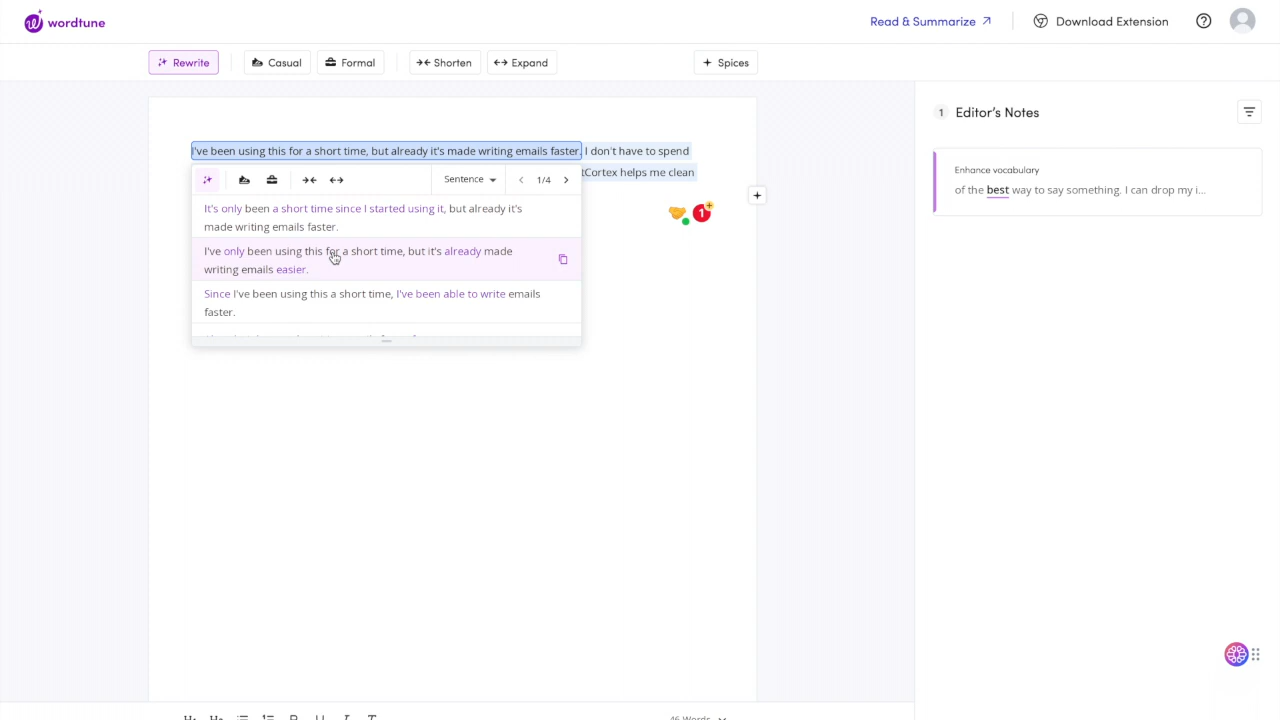 wordtune
Read & Summarize
Download Extension
Rewrite
Casual
Formal
Shorten
Expand
Spices
1 Editor's Notes
I've been using this for a short time, but already it's made writing emails faster. I don't have to spend
tCortex helps me clean
Sentence
1/4
It's only been a short time since I started using it, but already it's
made writing emails faster.
I've only been using this for a short time, but it's already made
writing emails easier.
Since I've been using this a short time, I've been able to write emails
faster.
1
Enhance vocabulary
of the best way to say something. I can drop my i...
46 Words